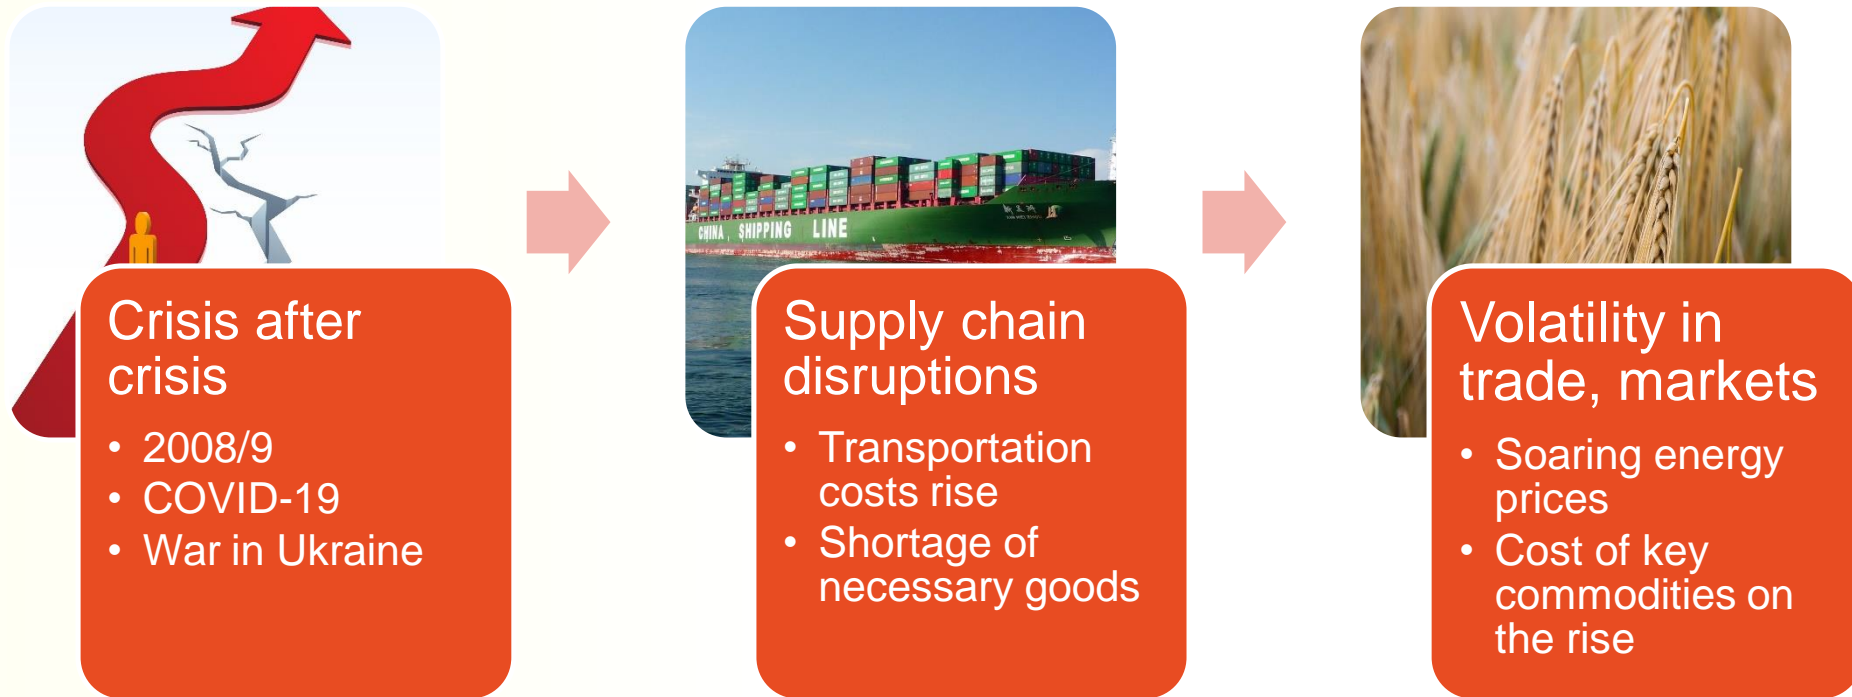 CHINA SHIPPING LINE
Crisis after
crisis
• 2008/9
• COVID-19
• War in Ukraine
Supply chain
disruptions
• Transportation
costs rise
• Shortage of
necessary goods
Volatility in
trade, markets
• Soaring energy
prices
• Cost of key
commodities on
the rise